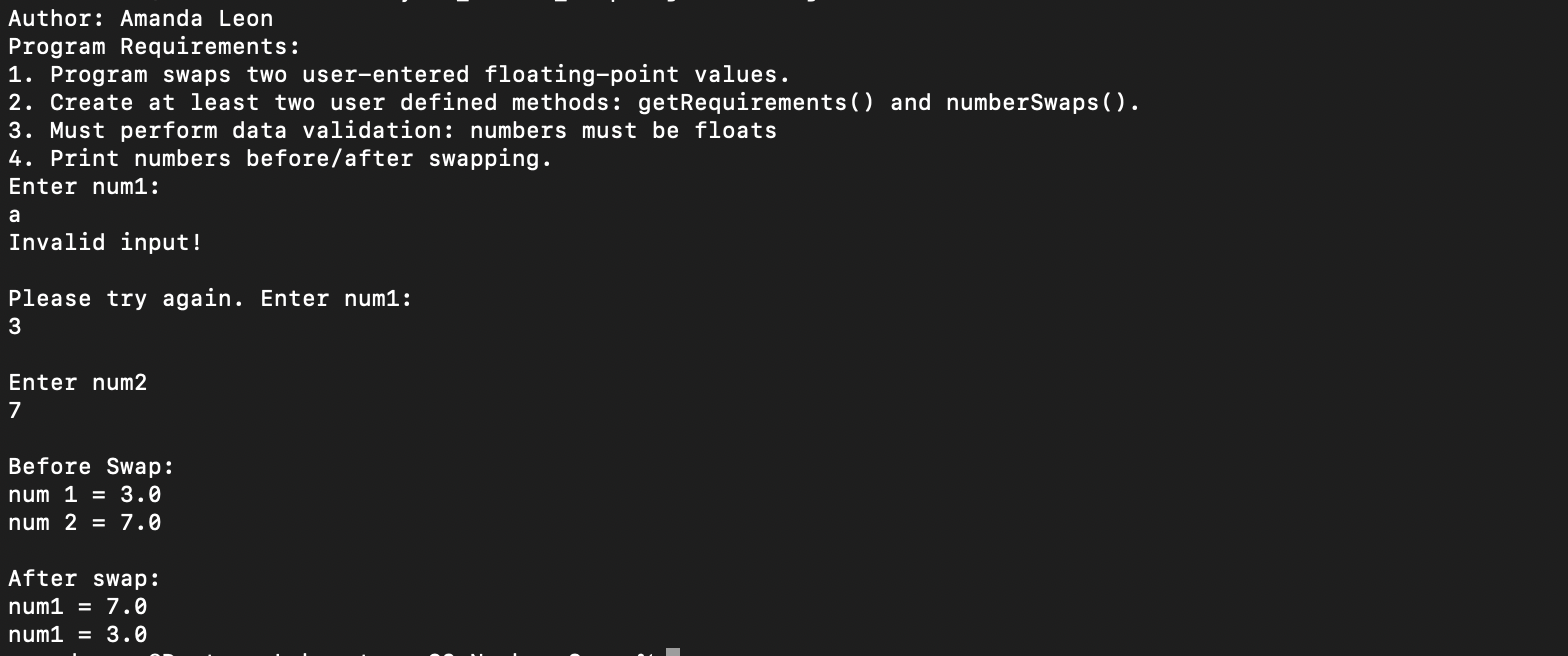 Author: Amanda Leon
Program Requirements:
1. Program swaps two user-entered floating-point values.
2. Create at least two user defined methods: getRequirements() and numberSwaps().
3. Must perform data validation: numbers must be floats
4. Print numbers before/after swapping.
Enter num1:
a
Invalid input!
Please try again. Enter num1:
3
Enter num2
7
Before Swap:
num 1 = 3.0
num 2 = 7.0
After swap:
num1 = 7.0
num1 = 3.0